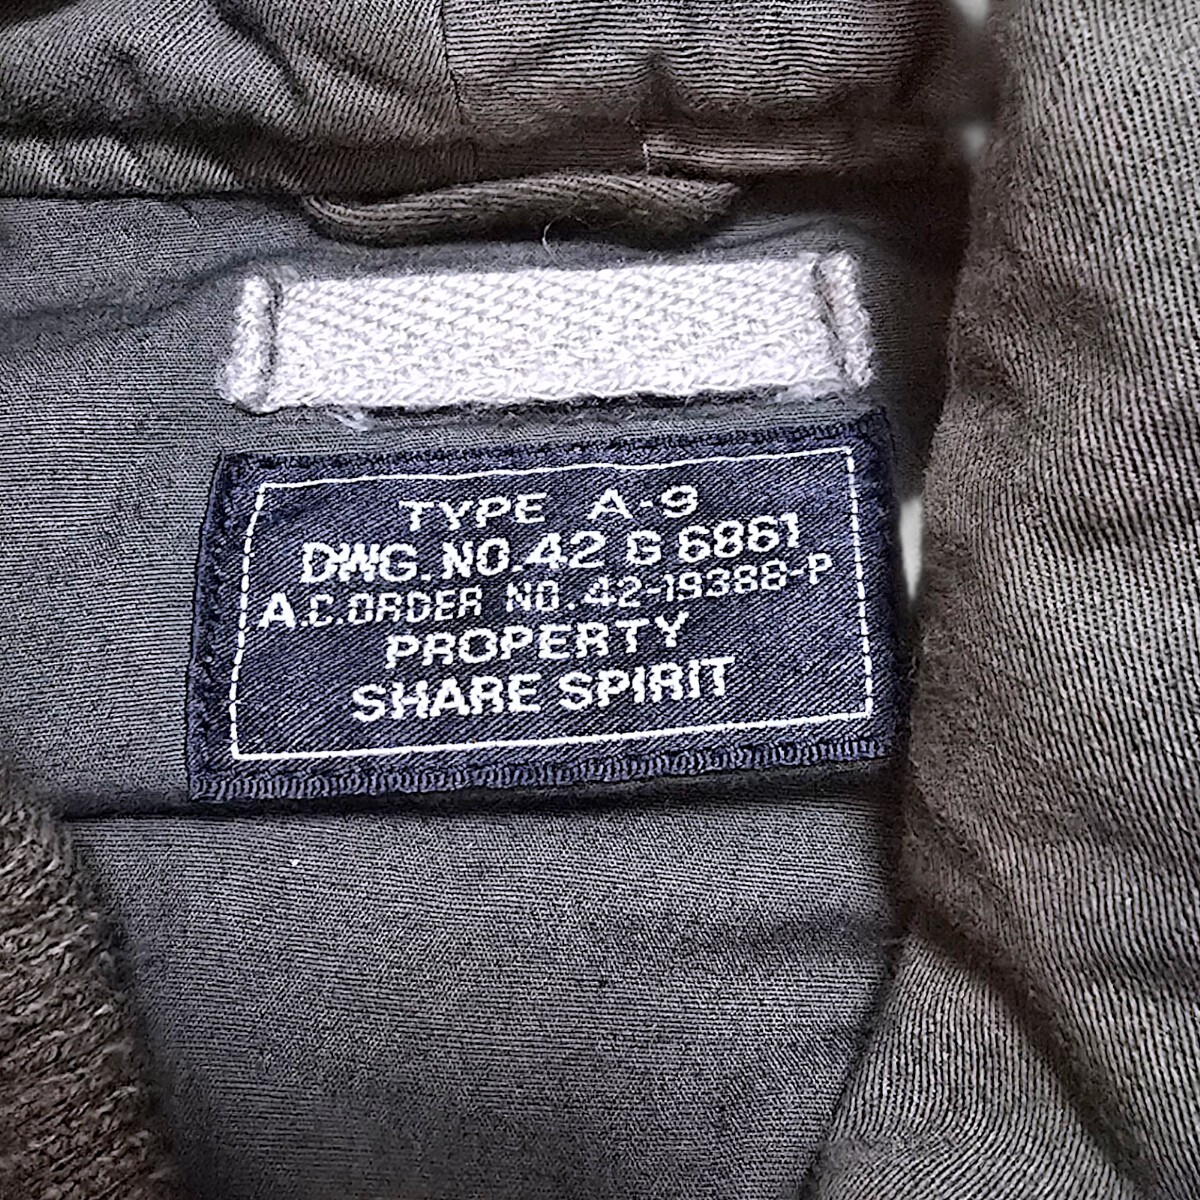 TYPE A-9
DWG. NO. 42 G 6861
A.C. ORDER NO. 42-19388-P
PROPERTY
SHARE SPIRIT